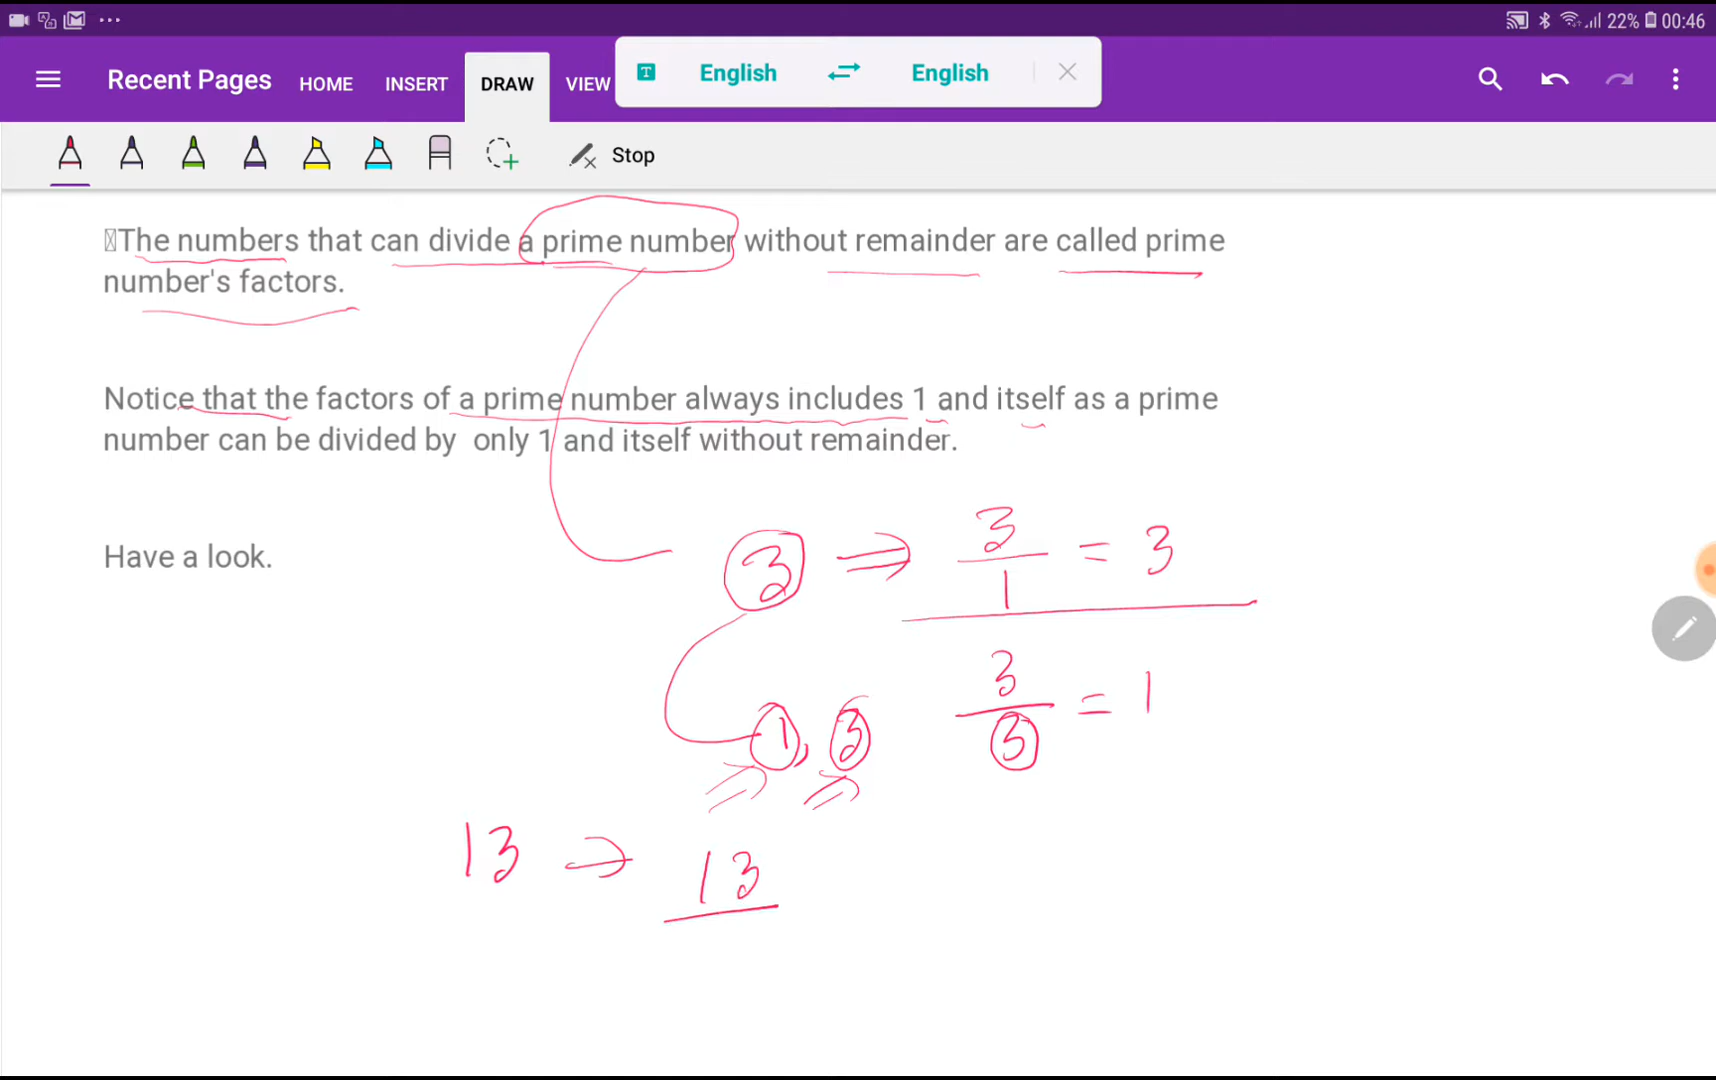 22% 00:46
Recent Pages HOME INSERT DRAW VIEW English English
Stop
The numbers that can divide a prime number without remainder are called prime
number's factors.
Notice that the factors of a prime number always includes 1 and itself as a prime
number can be divided by only 1 and itself without remainder.
Have a look.
3 ⇒ 3/1 = 3
3/3 = 1
1, 3
13 → 13